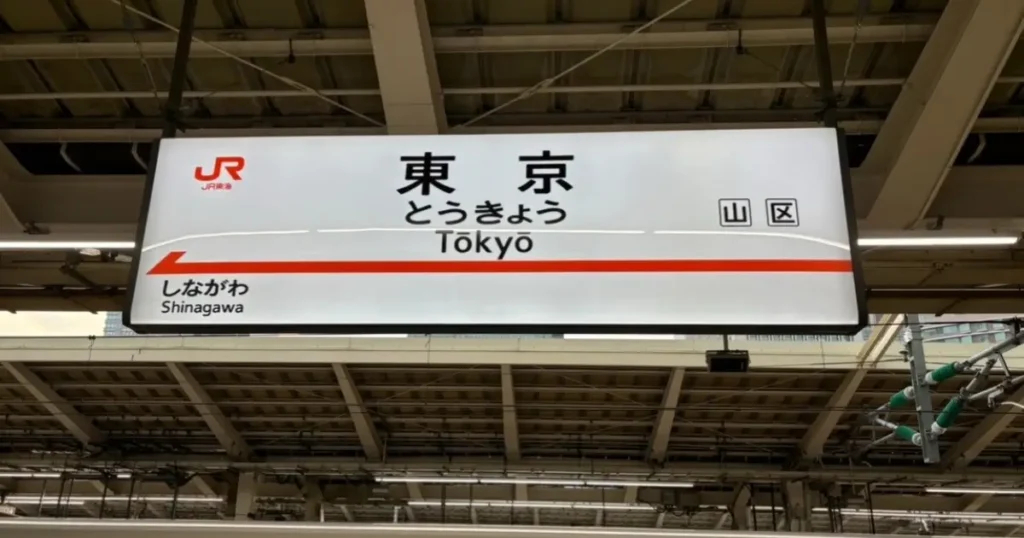 JR
JR東海
東京
とうきょう
Tōkyō
山 区
しながわ
Shinagawa